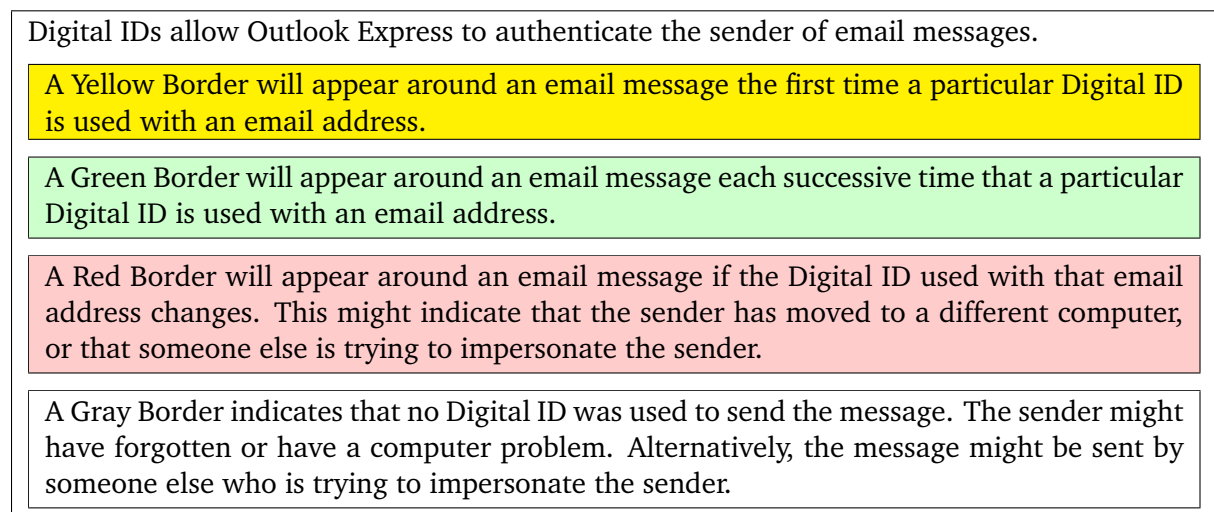 Digital IDs allow Outlook Express to authenticate the sender of email messages.
A Yellow Border will appear around an email message the first time a particular Digital ID
is used with an email address.
A Green Border will appear around an email message each successive time that a particular
Digital ID is used with an email address.
A Red Border will appear around an email message if the Digital ID used with that email
address changes. This might indicate that the sender has moved to a different computer,
or that someone else is trying to impersonate the sender.
A Gray Border indicates that no Digital ID was used to send the message. The sender might
have forgotten or have a computer problem. Alternatively, the message might be sent by
someone else who is trying to impersonate the sender.